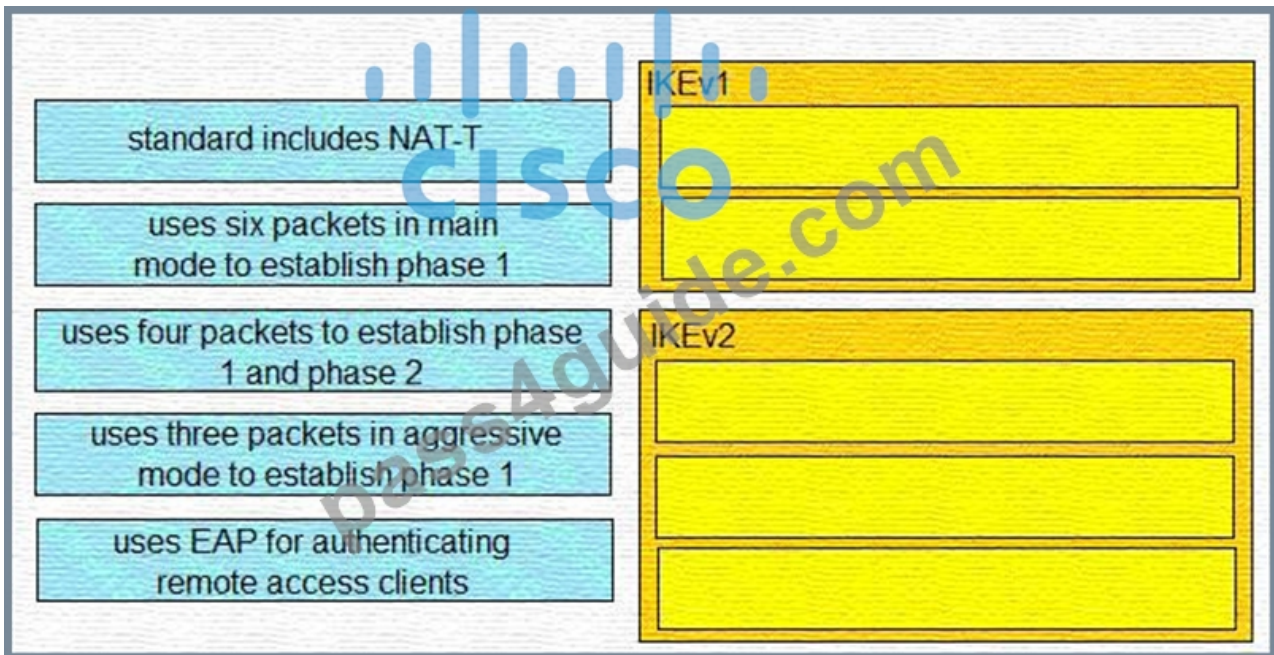 CISCO
standard includes NAT-T
uses six packets in main
mode to establish phase 1
uses four packets to establish phase
1 and phase 2
uses three packets in aggressive
mode to establish phase 1
uses EAP for authenticating
remote access clients
IKEv1
IKEv2
pass4guide.com